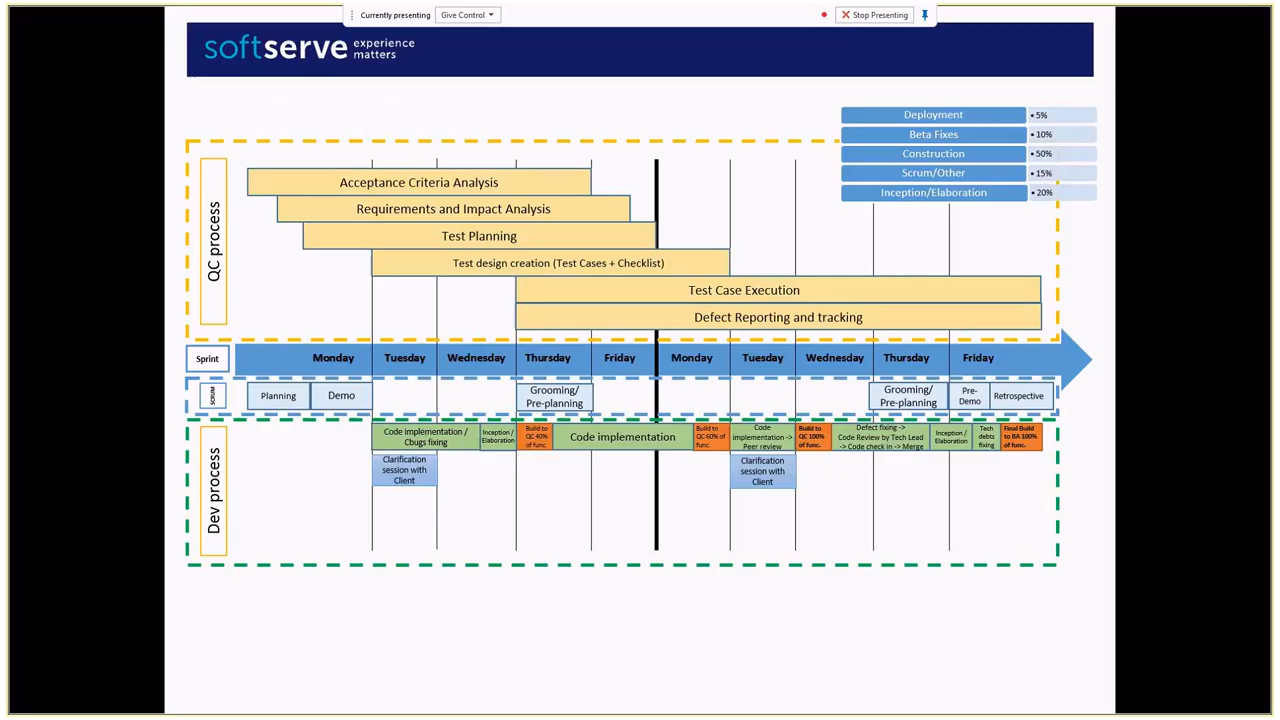 Currently presenting
Give Control
Stop Presenting
softserve experience
matters
Deployment • 5%
Beta Fixes • 10%
Construction • 50%
Scrum/Other • 15%
Inception/Elaboration • 20%
QC process
Acceptance Criteria Analysis
Requirements and Impact Analysis
Test Planning
Test design creation (Test Cases + Checklist)
Test Case Execution
Defect Reporting and tracking
Sprint
Monday Tuesday Wednesday Thursday Friday Monday Tuesday Wednesday Thursday Friday
SCRUM
Planning
Demo
Grooming/
Pre-planning
Grooming/
Pre-planning
Pre-
Demo
Retrospective
Dev process
Code implementation /
Cbugs fixing
Inception /
Elaboration
Build to
QC 40%
of func.
Code implementation
Build to
QC 60% of
func.
Code
implementation ->
Peer review
Build to
QC 100%
of func.
Defect fixing ->
Code Review by Tech Lead
-> Code check in -> Merge
Inception /
Elaboration
Tech
debts
fixing
Final Build
to BA 100%
of func.
Clarification
session with
Client
Clarification
session with
Client